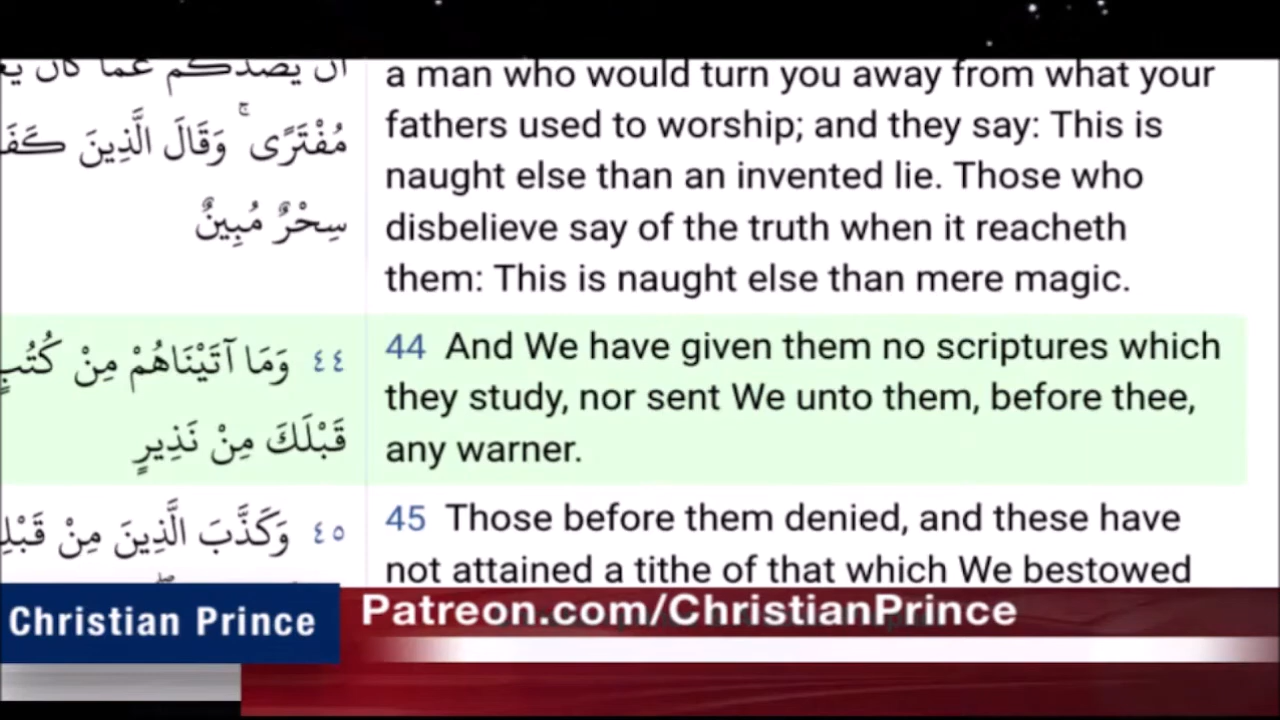 a man who would turn you away from what your
fathers used to worship; and they say: This is
naught else than an invented lie. Those who
disbelieve say of the truth when it reacheth
them: This is naught else than mere magic.
أن يصدكم عما كان
مُفْتَرًى ۚ وَقَالَ الَّذِينَ
سِحْرٌ مُبِينٌ
44 And We have given them no scriptures which
they study, nor sent We unto them, before thee,
any warner.
٤٤ وَمَا آتَيْنَاهُمْ مِنْ كُتُبٍ
قَبْلَكَ مِنْ نَذِيرٍ
45 Those before them denied, and these have
not attained a tithe of that which We bestowed
٤٥ وَكَذَّبَ الَّذِينَ مِنْ
Christian Prince
Patreon.com/ChristianPrince